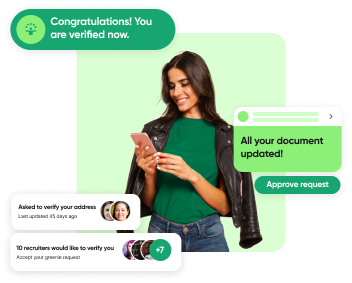 Congratulations! You
are verified now.
All your document
updated!
Approve request
Asked to verify your address
Last updated 45 days ago
10 recruiters would like to verify you
Accept your greenie request
+7